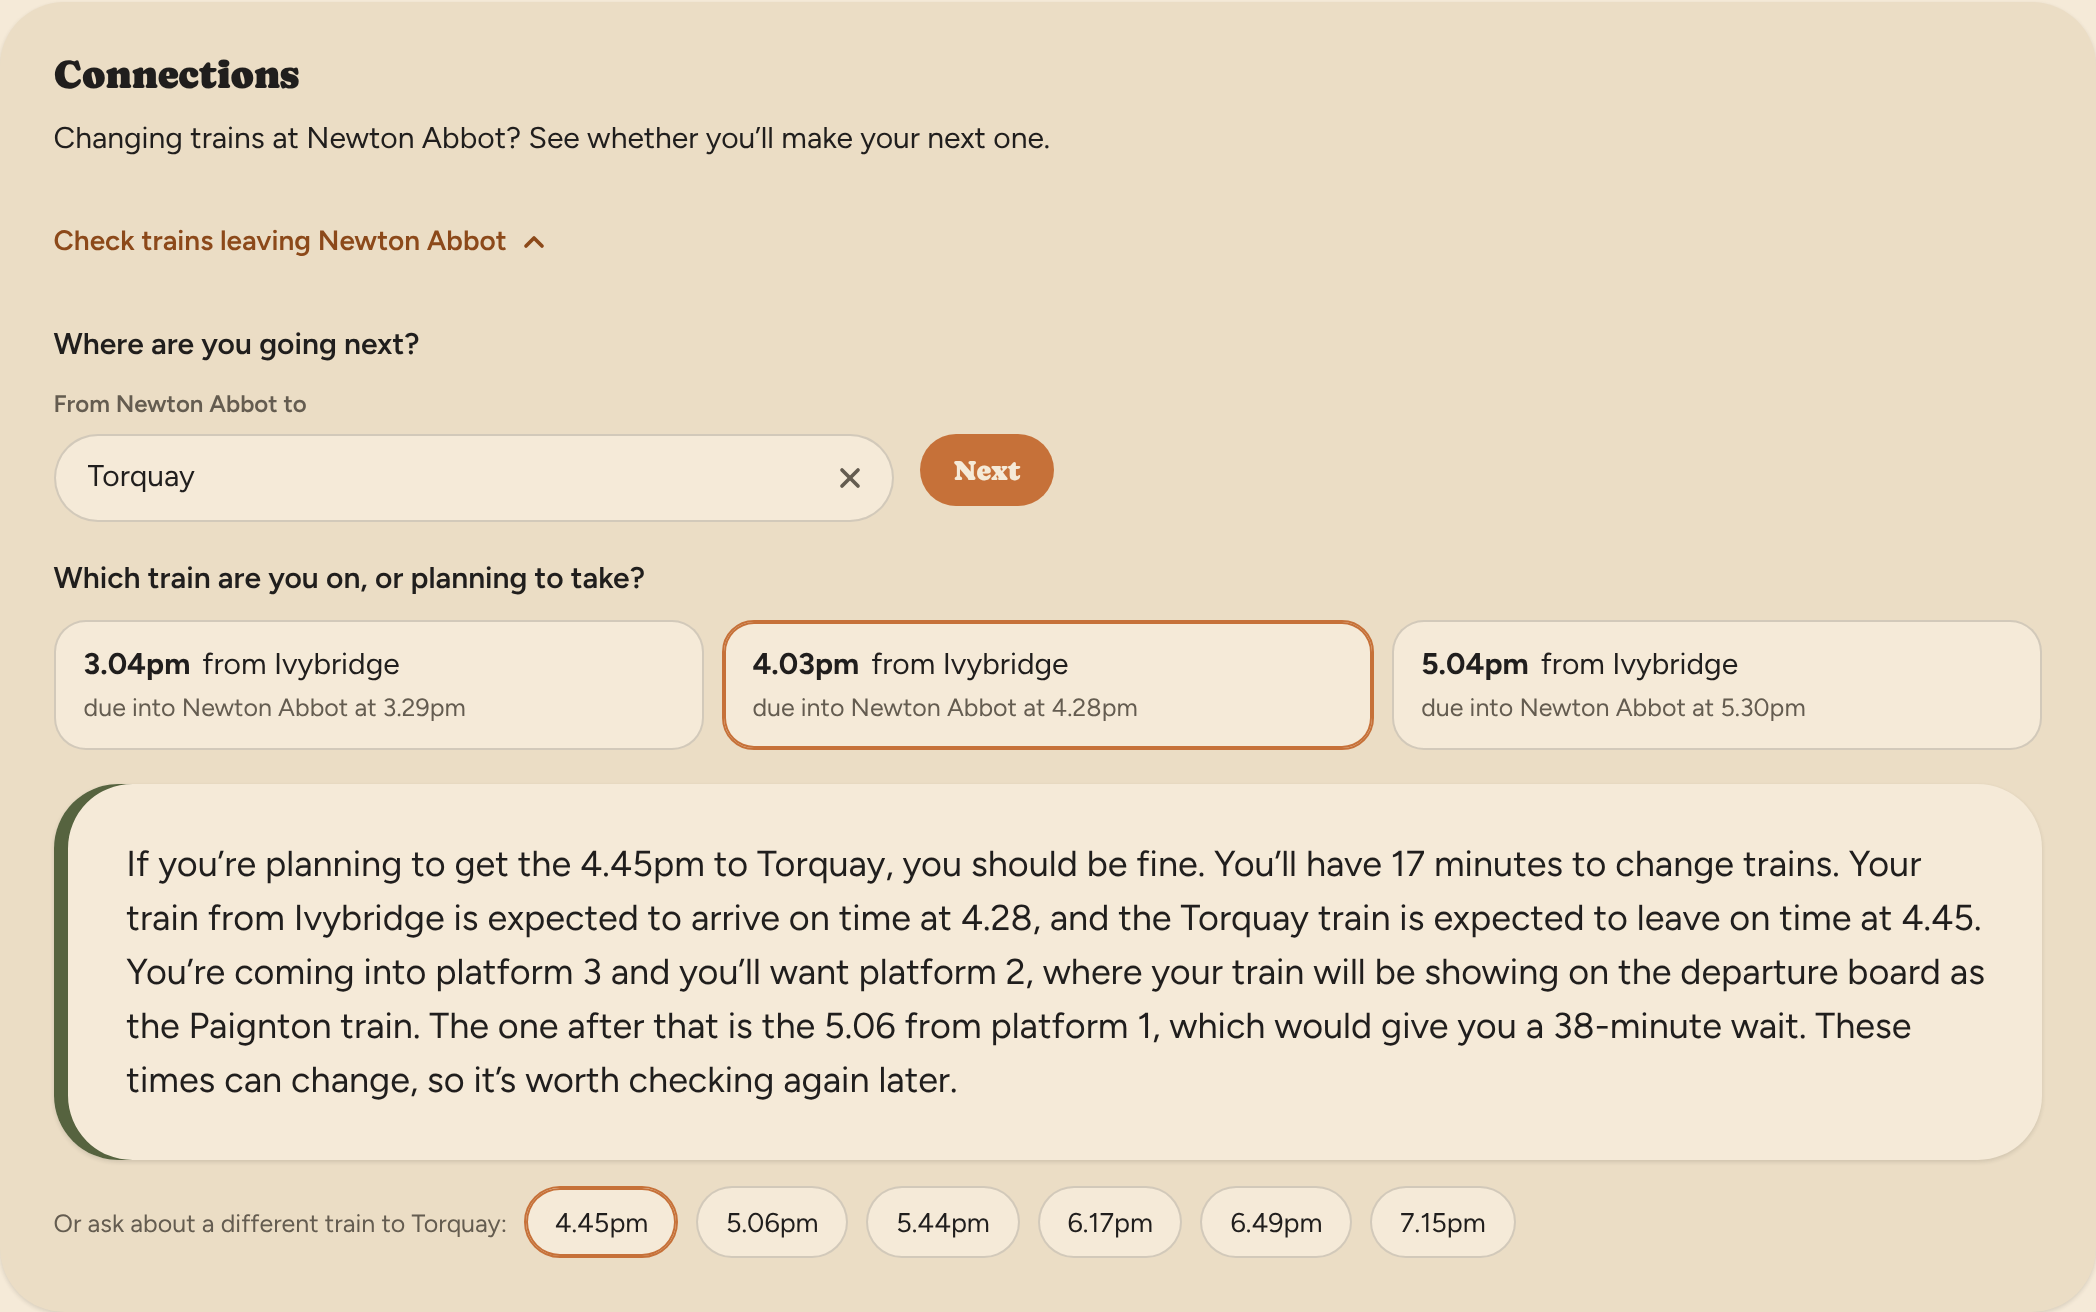 Connections
Changing trains at Newton Abbot? See whether you’ll make your next one.
Check trains leaving Newton Abbot
Where are you going next?
From Newton Abbot to
Torquay
Next
Which train are you on, or planning to take?
3.04pm from Ivybridge
due into Newton Abbot at 3.29pm
4.03pm from Ivybridge
due into Newton Abbot at 4.28pm
5.04pm from Ivybridge
due into Newton Abbot at 5.30pm
If you’re planning to get the 4.45pm to Torquay, you should be fine. You’ll have 17 minutes to change trains. Your
train from Ivybridge is expected to arrive on time at 4.28, and the Torquay train is expected to leave on time at 4.45.
You’re coming into platform 3 and you’ll want platform 2, where your train will be showing on the departure board as
the Paignton train. The one after that is the 5.06 from platform 1, which would give you a 38-minute wait. These
times can change, so it’s worth checking again later.
Or ask about a different train to Torquay: 4.45pm 5.06pm 5.44pm 6.17pm 6.49pm 7.15pm